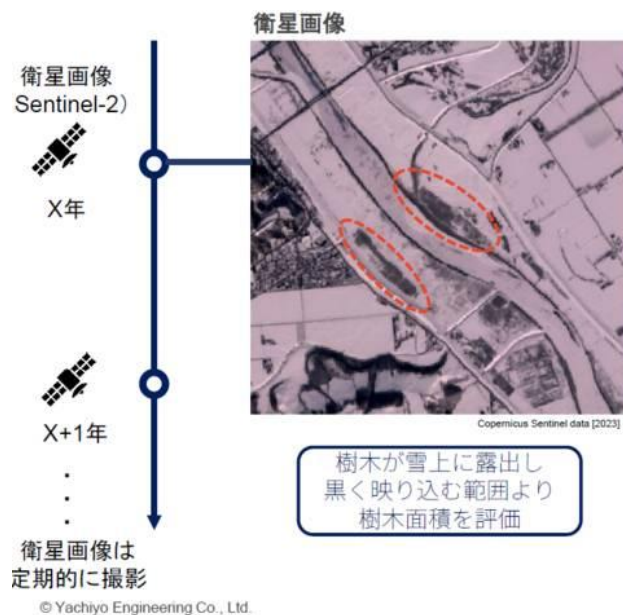 衛星画像
衛星画像
Sentinel-2）
X年
X+1年
衛星画像は
定期的に撮影
Copernicus Sentinel data [2023]
樹木が雪上に露出し
黒く映り込む範囲より
樹木面積を評価
© Yachiyo Engineering Co., Ltd.